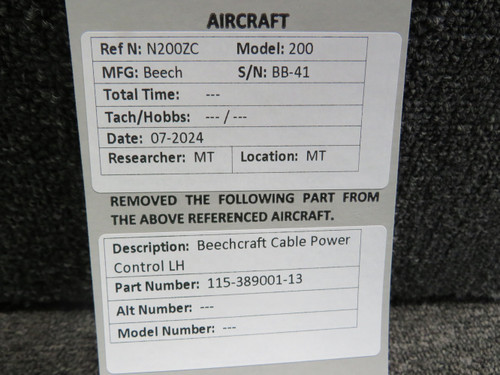 AIRCRAFT
Ref N: N200ZC Model: 200
MFG: Beech S/N: BB-41
Total Time: ---
Tach/Hobbs: --- / ---
Date: 07-2024
Researcher: MT Location: MT
REMOVED THE FOLLOWING PART FROM
THE ABOVE REFERENCED AIRCRAFT.
Description: Beechcraft Cable Power
Control LH
Part Number: 115-389001-13
Alt Number: ---
Model Number: ---